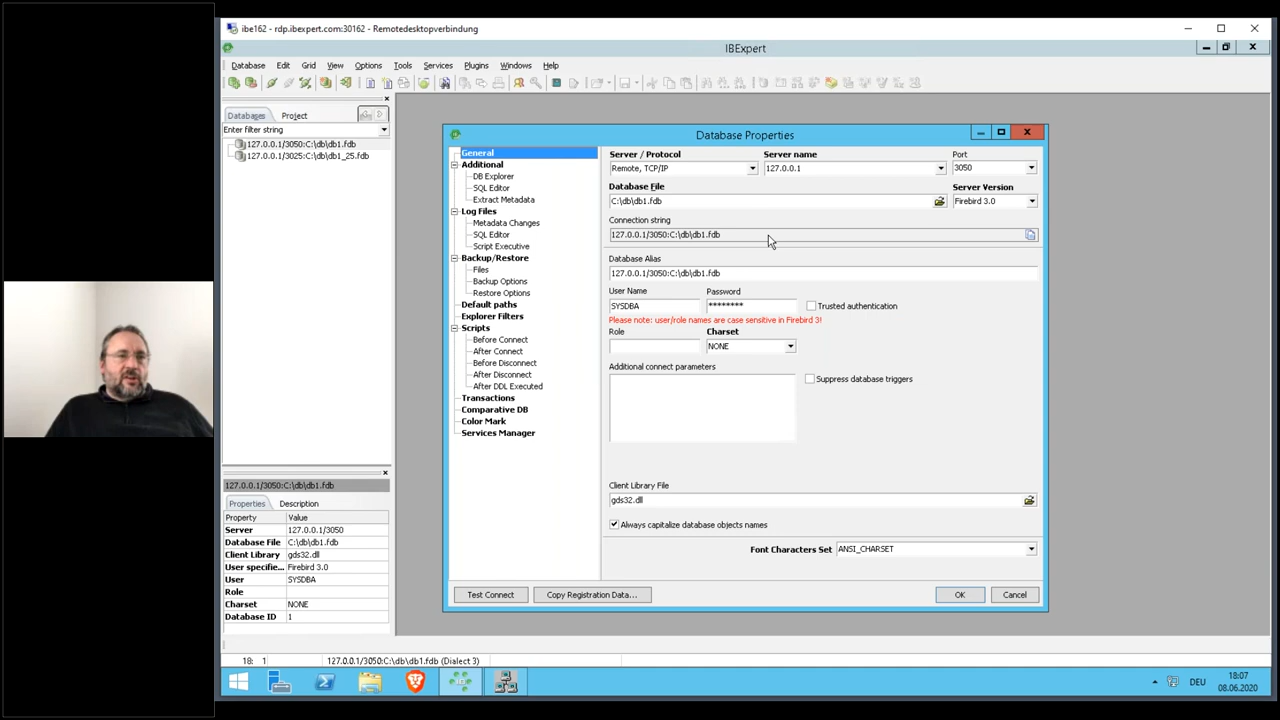 ibe162 - rdp.ibexpert.com:30162 - Remotedesktopverbindung
IBExpert
Database Edit Grid View Options Tools Services Plugins Windows Help
Databases Project
Enter filter string
127.0.0.1/3050:C:\db\db1.fdb
127.0.0.1/3025:C:\db\db1_25.fdb
Database Properties
General
Additional
DB Explorer
SQL Editor
Extract Metadata
Log Files
Metadata Changes
SQL Editor
Script Executive
Backup/Restore
Files
Backup Options
Restore Options
Default paths
Explorer Filters
Scripts
Before Connect
After Connect
Before Disconnect
After Disconnect
After DDL Executed
Transactions
Comparative DB
Color Mark
Services Manager
Server / Protocol Server name Port
Remote, TCP/IP 127.0.0.1 3050
Database File Server Version
C:\db\db1.fdb Firebird 3.0
Connection string
127.0.0.1/3050:C:\db\db1.fdb
Database Alias
127.0.0.1/3050:C:\db\db1.fdb
User Name Password
SYSDBA ******** Trusted authentication
Please note: user/role names are case sensitive in Firebird 3!
Role Charset
NONE
Additional connect parameters
Suppress database triggers
Client Library File
gds32.dll
Always capitalize database objects names
Font Characters Set ANSI_CHARSET
Test Connect Copy Registration Data... OK Cancel
127.0.0.1/3050:C:\db\db1.fdb
Properties Description
Property Value
Server 127.0.0.1/3050
Database File C:\db\db1.fdb
Client Library gds32.dll
User specifie... Firebird 3.0
User SYSDBA
Role
Charset NONE
Database ID 1
18: 1 127.0.0.1/3050:C:\db\db1.fdb (Dialect 3)
DEU 18:07
08.06.2020